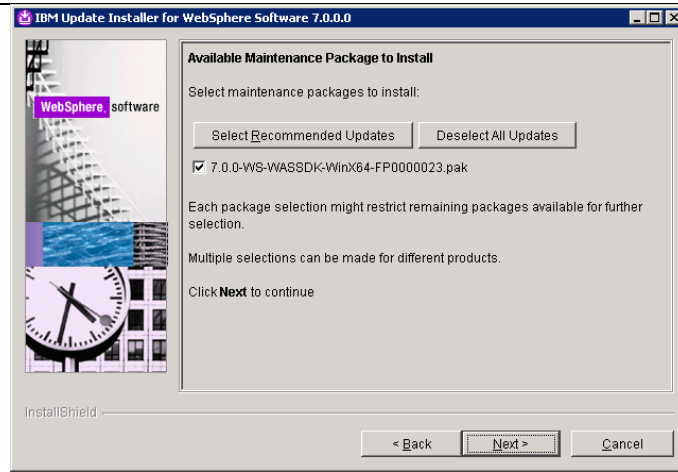 IBM Update Installer for WebSphere Software 7.0.0.0
WebSphere. software
Available Maintenance Package to Install
Select maintenance packages to install:
Select Recommended Updates
Deselect All Updates
7.0.0-WS-WASSDK-WinX64-FP0000023.pak
Each package selection might restrict remaining packages available for further
selection.
Multiple selections can be made for different products.
Click Next to continue
InstallShield
< Back
Next >
Cancel